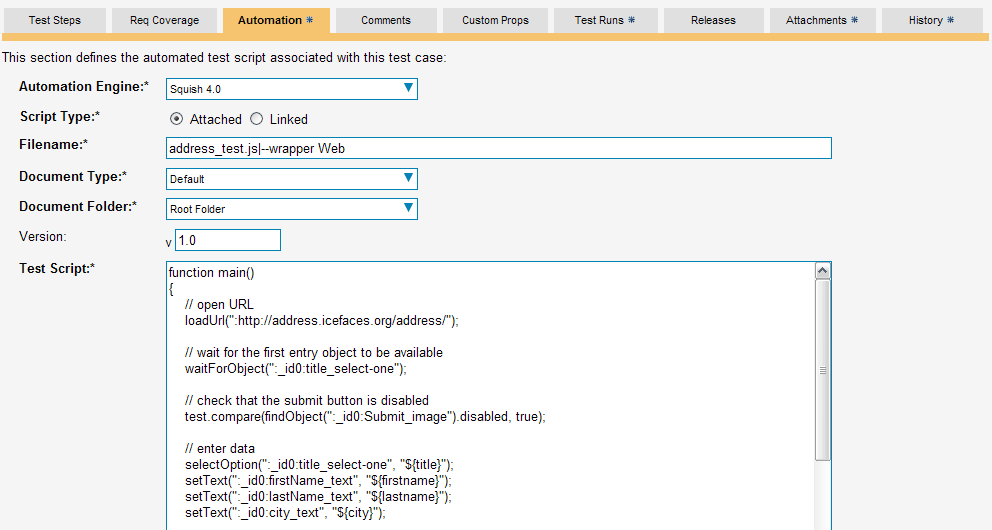 Test Steps Req Coverage Automation * Comments Custom Props Test Runs * Releases Attachments * History *
This section defines the automated test script associated with this test case:
Automation Engine:* Squish 4.0
Script Type:* Attached Linked
Filename:* address_test.js|--wrapper Web
Document Type:* Default
Document Folder:* Root Folder
Version: v 1.0
Test Script:* function main()
{
// open URL
loadUrl(":http://address.icefaces.org/address/");
// wait for the first entry object to be available
waitForObject(":_id0:title_select-one");
// check that the submit button is disabled
test.compare(findObject(":_id0:Submit_image").disabled, true);
// enter data
selectOption(":_id0:title_select-one", "${title}");
setText(":_id0:firstName_text", "${firstname}");
setText(":_id0:lastName_text", "${lastname}");
setText(":_id0:city_text", "${city}");